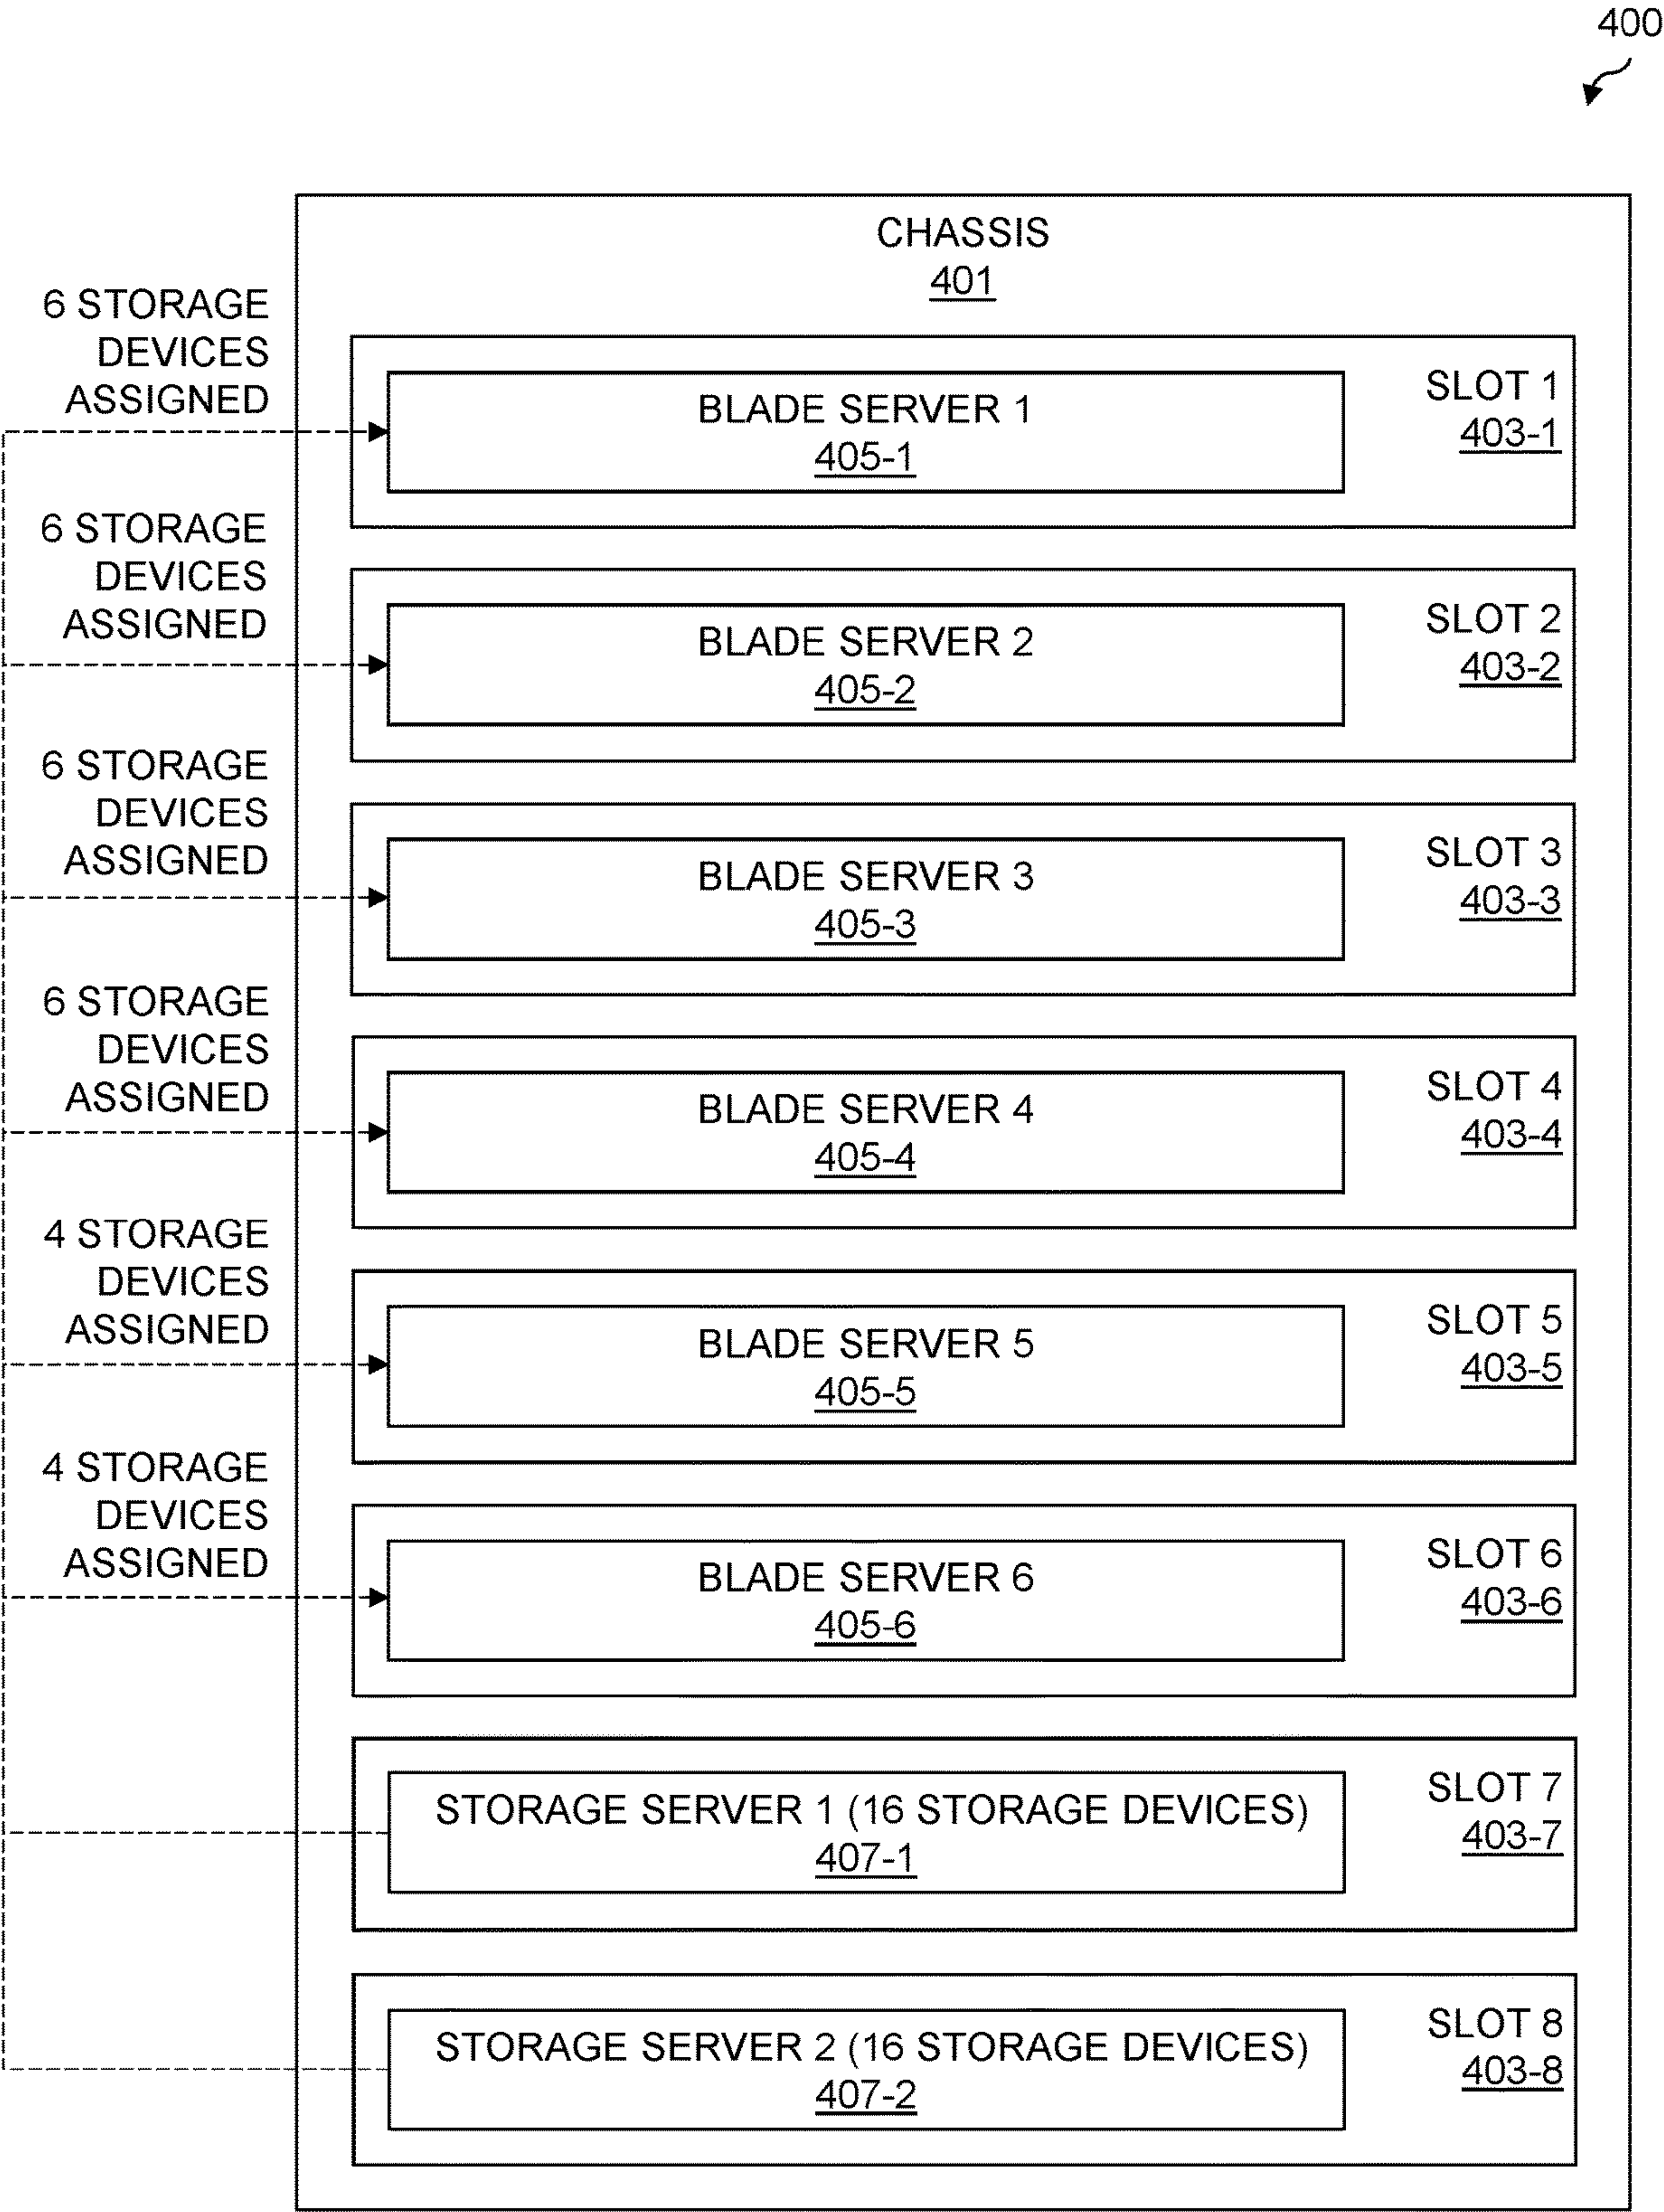 400
CHASSIS
401
6 STORAGE
DEVICES
ASSIGNED
BLADE SERVER 1
405-1
SLOT 1
403-1
6 STORAGE
DEVICES
ASSIGNED
BLADE SERVER 2
405-2
SLOT 2
403-2
6 STORAGE
DEVICES
ASSIGNED
BLADE SERVER 3
405-3
SLOT 3
403-3
6 STORAGE
DEVICES
ASSIGNED
BLADE SERVER 4
405-4
SLOT 4
403-4
4 STORAGE
DEVICES
ASSIGNED
BLADE SERVER 5
405-5
SLOT 5
403-5
4 STORAGE
DEVICES
ASSIGNED
BLADE SERVER 6
405-6
SLOT 6
403-6
STORAGE SERVER 1 (16 STORAGE DEVICES)
407-1
SLOT 7
403-7
STORAGE SERVER 2 (16 STORAGE DEVICES)
407-2
SLOT 8
403-8